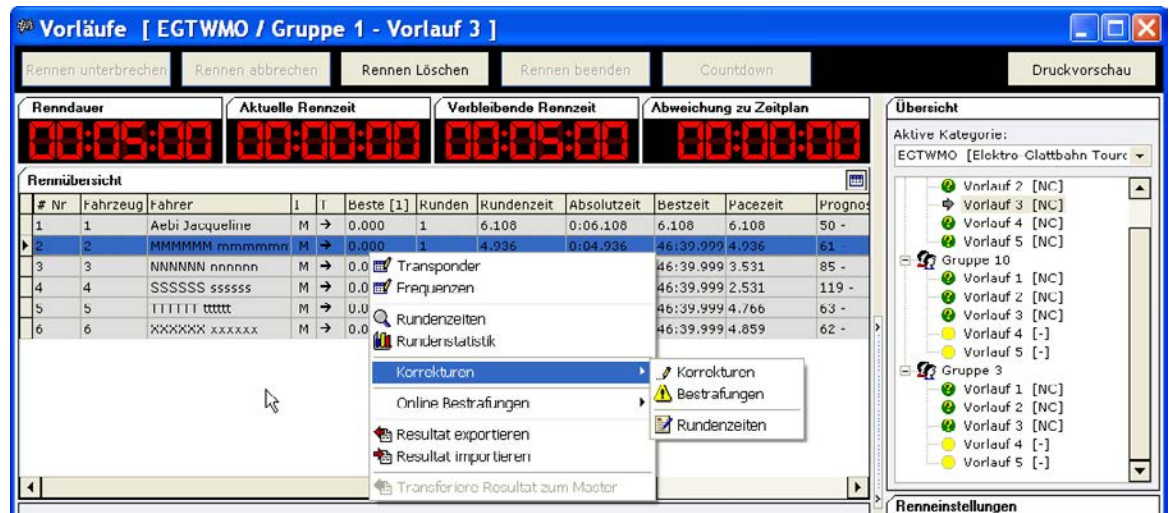 Vorläufe [ EGTWMO / Gruppe 1 - Vorlauf 3 ]
Rennen unterbrechen Rennen abbrechen Rennen Löschen Rennen beenden Countdown Druckvorschau
Renndauer Aktuelle Rennzeit Verbleibende Rennzeit Abweichung zu Zeitplan
00:05:00 00:00:00 00:05:00 00:00:00
Rennübersicht
# Nr Fahrzeug Fahrer I T Beste [1] Runden Rundenzeit Absolutzeit Bestzeit Pacezeit Prognos
1 1 Aebi Jacqueline M → 0.000 1 6.108 0:06.108 6.108 6.108 50 -
2 2 MMMMMM mmmmmm M → 0.000 1 4.936 0:04.936 46:39.999 4.936 61 -
3 3 NNNNNN nnnnnn M → 0.0 46:39.999 3.531 85 -
4 4 SSSSSS ssssss M → 0.0 46:39.999 2.531 119 -
5 5 TTTTTT tttttt M → 0.0 46:39.999 4.766 63 -
6 6 XXXXXX xxxxxx M → 0.0 46:39.999 4.859 62 -
Transponder
Frequenzen
Rundenzeiten
Rundenstatistik
Korrekturen
Online Bestrafungen
Resultat exportieren
Resultat importieren
Transferiere Resultat zum Master
Korrekturen
Bestrafungen
Rundenzeiten
Übersicht
Aktive Kategorie:
EGTWMO [Elektro Glattbahn Tourc
Vorlauf 2 [NC]
Vorlauf 3 [NC]
Vorlauf 4 [NC]
Vorlauf 5 [NC]
Gruppe 10
Vorlauf 1 [NC]
Vorlauf 2 [NC]
Vorlauf 3 [NC]
Vorlauf 4 [-]
Vorlauf 5 [-]
Gruppe 3
Vorlauf 1 [NC]
Vorlauf 2 [NC]
Vorlauf 3 [NC]
Vorlauf 4 [-]
Vorlauf 5 [-]
Renneinstellungen